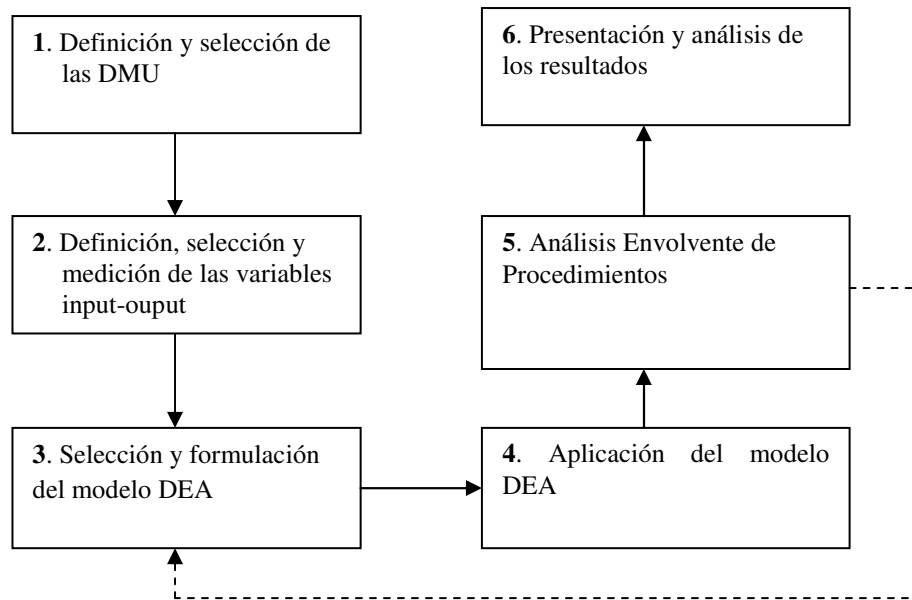 1. Definición y selección de
las DMU
2. Definición, selección y
medición de las variables
input-ouput
3. Selección y formulación
del modelo DEA
4. Aplicación del modelo
DEA
5. Análisis Envolvente de
Procedimientos
6. Presentación y análisis de
los resultados